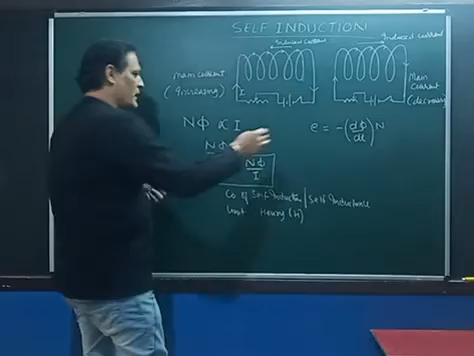 SELF INDUCTION
Induced Current
Induced Current
Main Current
(Increasing)
I
Main
Current
(decreasing)
NΦ ∝ I
e = -(dΦ/dt)N
NΦ
NΦ/I
Co of Self Induction / Self Inductance
Unit Henry (H)